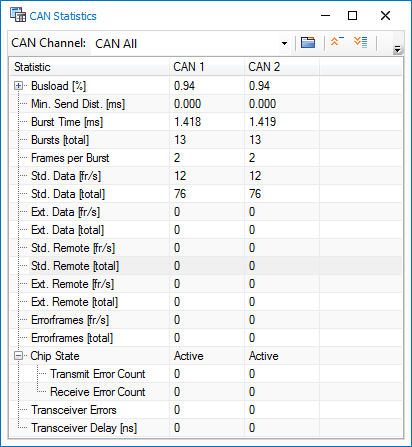 CAN Statistics
CAN Channel: CAN All
Statistic CAN 1 CAN 2
Busload [%] 0.94 0.94
Min. Send Dist. [ms] 0.000 0.000
Burst Time [ms] 1.418 1.419
Bursts [total] 13 13
Frames per Burst 2 2
Std. Data [fr/s] 12 12
Std. Data [total] 76 76
Ext. Data [fr/s] 0 0
Ext. Data [total] 0 0
Std. Remote [fr/s] 0 0
Std. Remote [total] 0 0
Ext. Remote [fr/s] 0 0
Ext. Remote [total] 0 0
Errorframes [fr/s] 0 0
Errorframes [total] 0 0
Chip State Active Active
Transmit Error Count 0 0
Receive Error Count 0 0
Transceiver Errors 0 0
Transceiver Delay [ns] 0 0